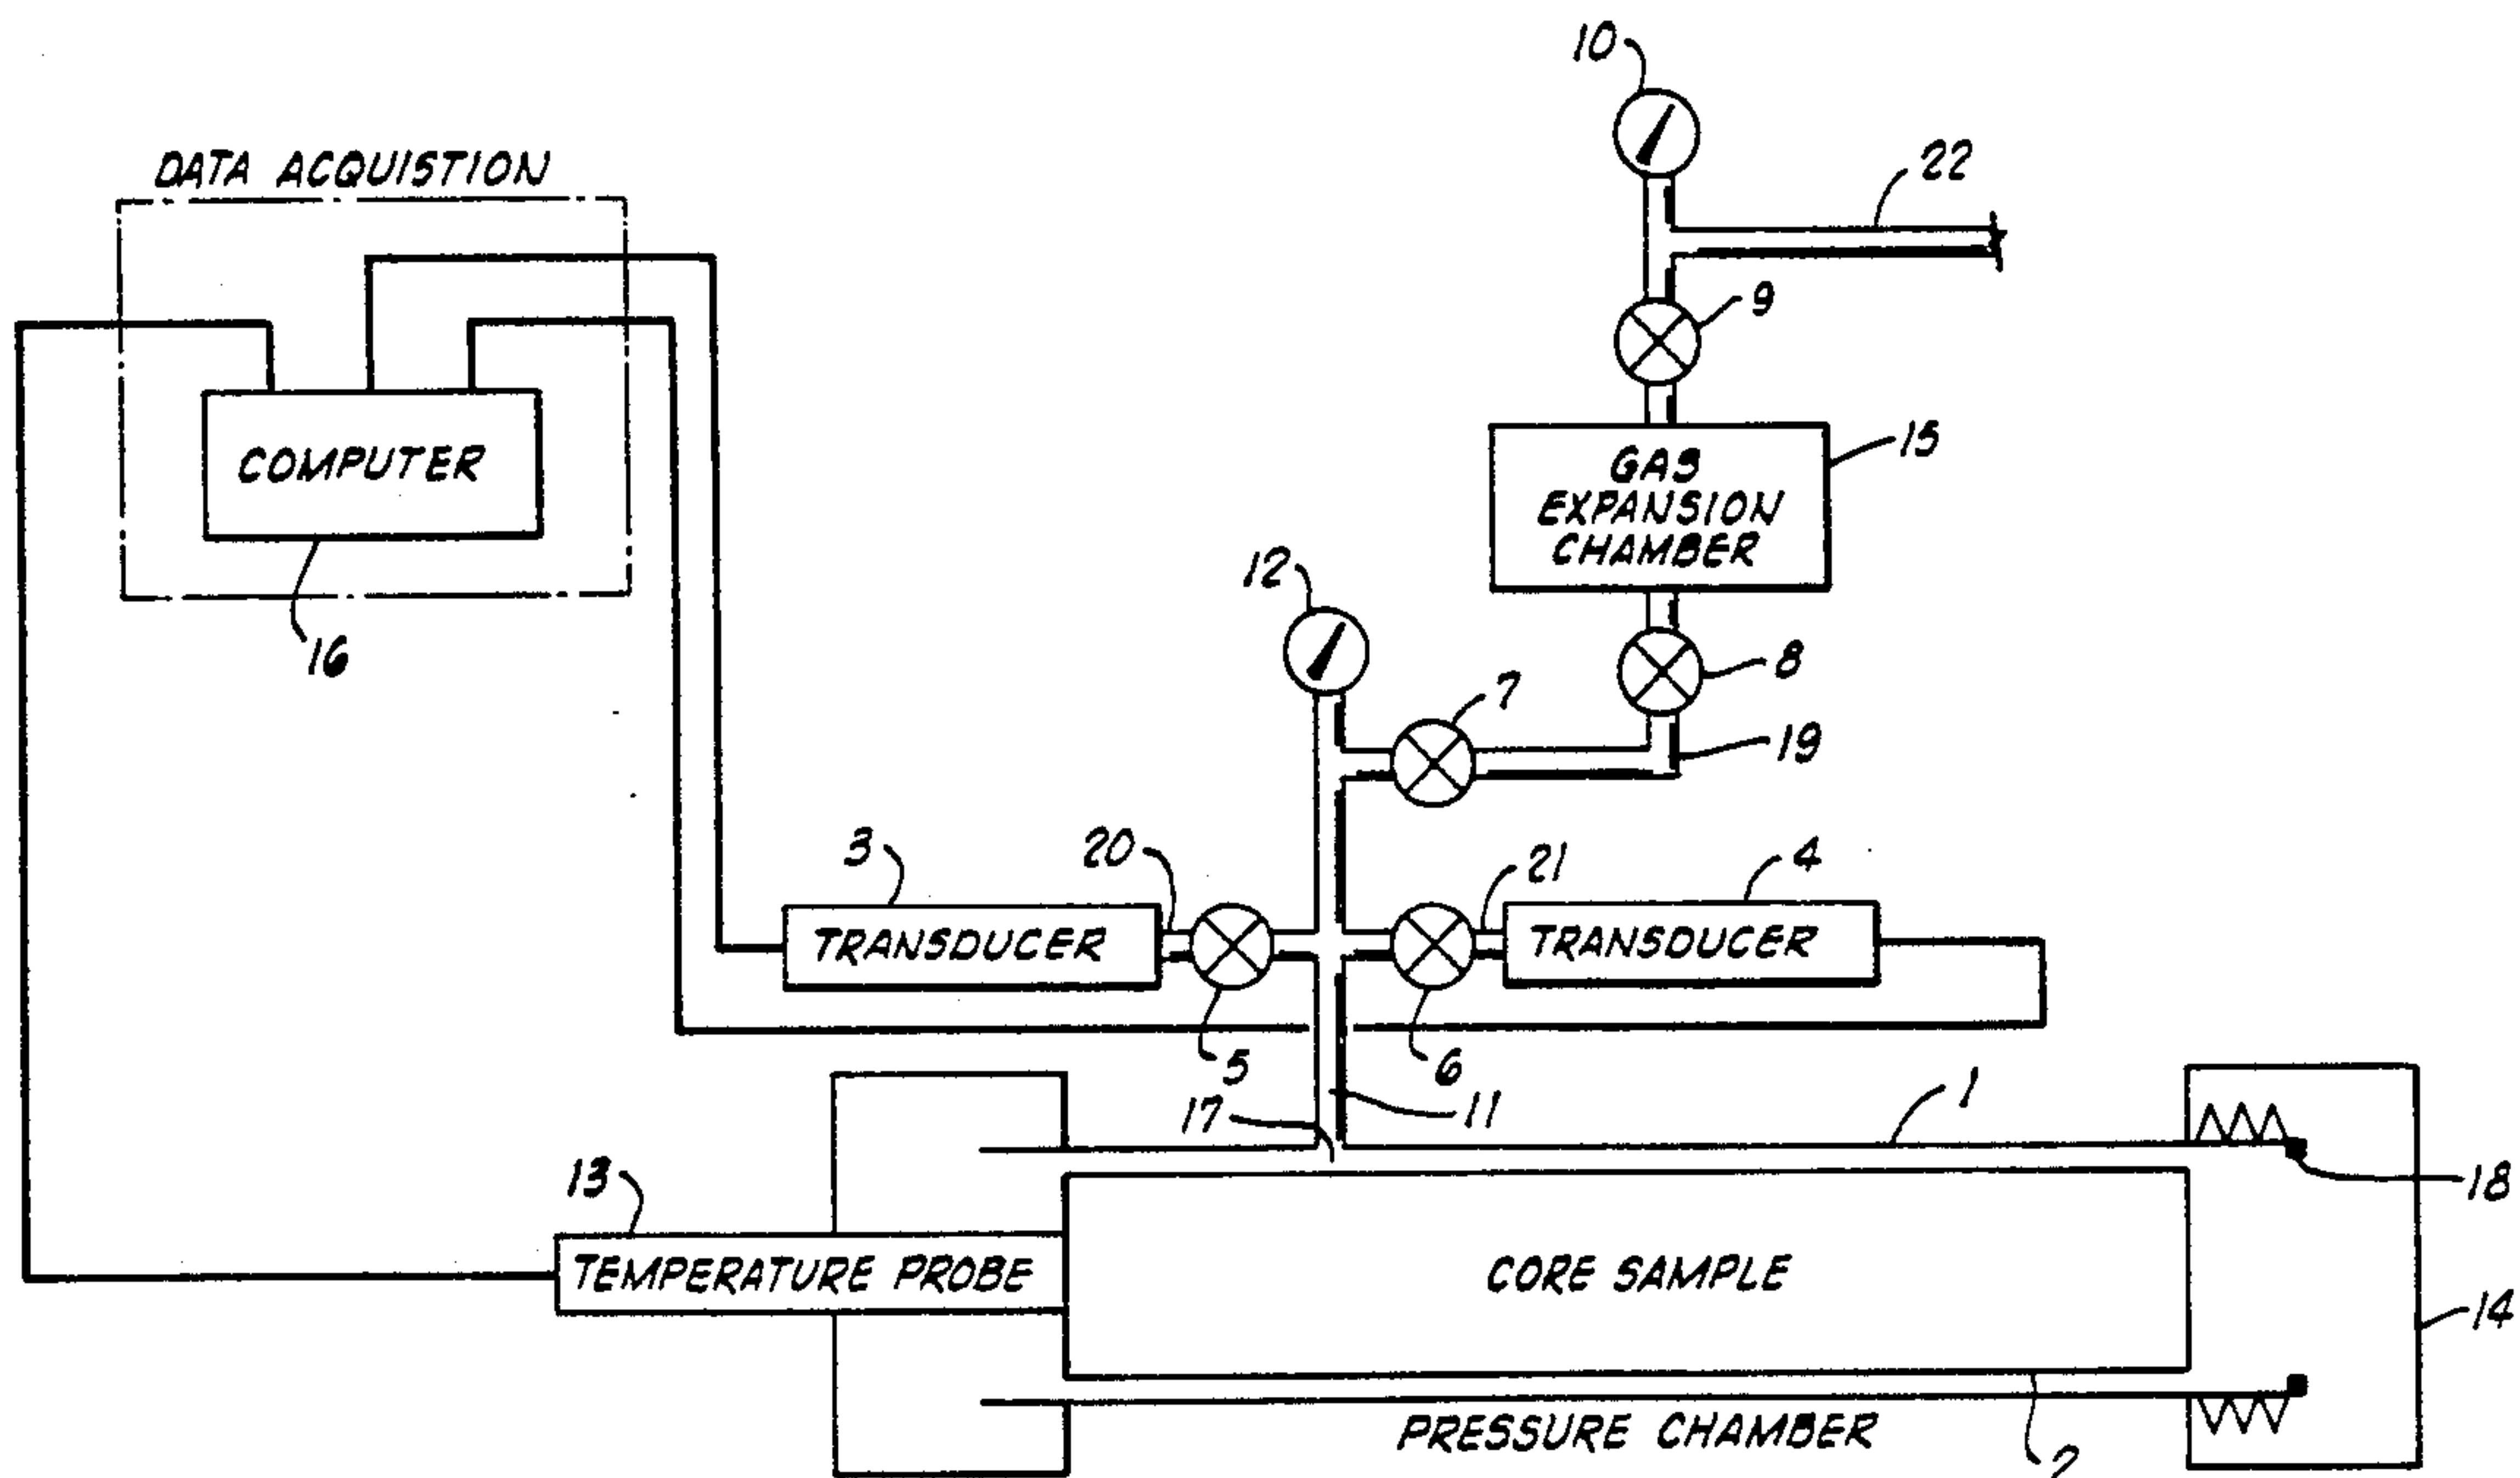 10
22
DATA ACQUISTION
9
COMPUTER
15
GAS
EXPANSION
CHAMBER
12
16
8
7
19
3
20
21
4
TRANSDUCER
TRANSDUCER
5
6
1
17
11
13
18
TEMPERATURE PROBE
CORE SAMPLE
14
PRESSURE CHAMBER
2